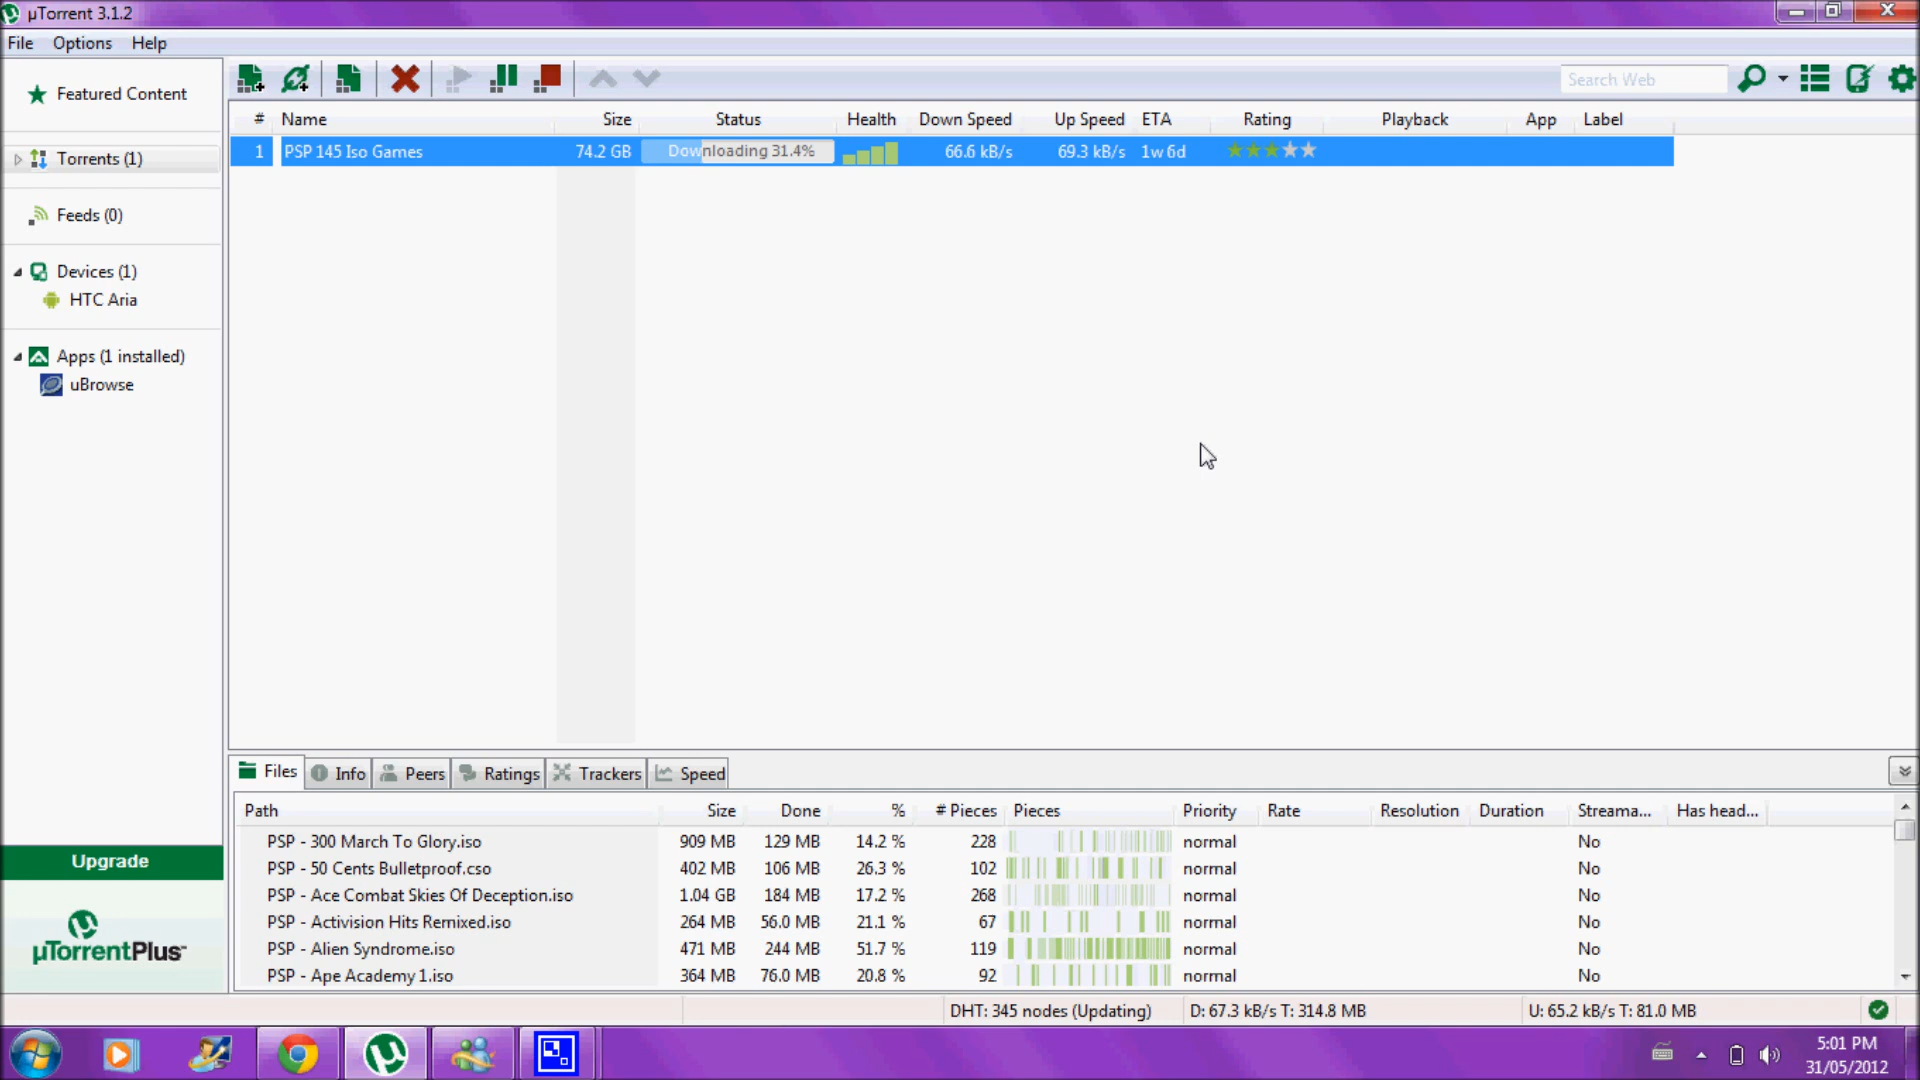 µTorrent 3.1.2
File Options Help
Search Web
Featured Content
Torrents (1)
Feeds (0)
Devices (1)
HTC Aria
Apps (1 installed)
uBrowse
Upgrade
µTorrentPlus
# Name Size Status Health Down Speed Up Speed ETA Rating Playback App Label
1 PSP 145 Iso Games 74.2 GB Downloading 31.4% 66.6 kB/s 69.3 kB/s 1w 6d
Files Info Peers Ratings Trackers Speed
Path Size Done % # Pieces Pieces Priority Rate Resolution Duration Streama... Has head...
PSP - 300 March To Glory.iso 909 MB 129 MB 14.2 % 228 normal No
PSP - 50 Cents Bulletproof.cso 402 MB 106 MB 26.3 % 102 normal No
PSP - Ace Combat Skies Of Deception.iso 1.04 GB 184 MB 17.2 % 268 normal No
PSP - Activision Hits Remixed.iso 264 MB 56.0 MB 21.1 % 67 normal No
PSP - Alien Syndrome.iso 471 MB 244 MB 51.7 % 119 normal No
PSP - Ape Academy 1.iso 364 MB 76.0 MB 20.8 % 92 normal No
DHT: 345 nodes (Updating) D: 67.3 kB/s T: 314.8 MB U: 65.2 kB/s T: 81.0 MB
5:01 PM
31/05/2012